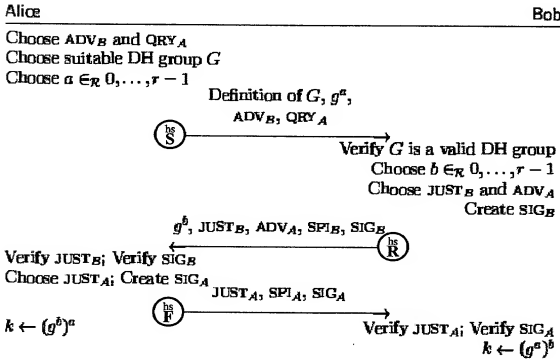 Alice Bob
Choose ADV_B and QRY_A
Choose suitable DH group G
Choose a ∈_R 0, . . . , r − 1
Definition of G, g^a,
ADV_B, QRY_A
hs
S
Verify G is a valid DH group
Choose b ∈_R 0, . . . , r − 1
Choose JUST_B and ADV_A
Create SIG_B
g^b, JUST_B, ADV_A, SPI_B, SIG_B
hs
R
Verify JUST_B; Verify SIG_B
Choose JUST_A; Create SIG_A
JUST_A, SPI_A, SIG_A
hs
F
Verify JUST_A; Verify SIG_A
k ← (g^b)^a
k ← (g^a)^b